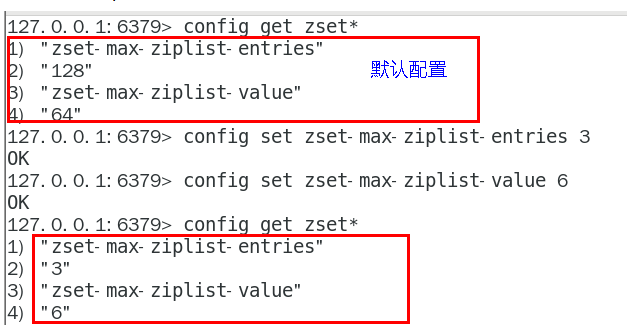 127.0.0.1:6379> config get zset*
1) "zset-max-ziplist-entries"
2) "128"
默认配置
3) "zset-max-ziplist-value"
4) "64"
127.0.0.1:6379> config set zset-max-ziplist-entries 3
OK
127.0.0.1:6379> config set zset-max-ziplist-value 6
OK
127.0.0.1:6379> config get zset*
1) "zset-max-ziplist-entries"
2) "3"
3) "zset-max-ziplist-value"
4) "6"